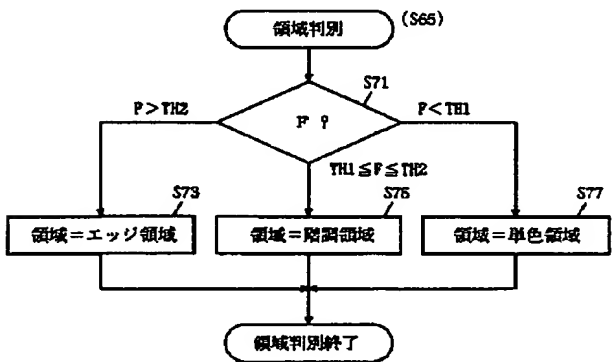 領域判別
(S65)
S71
F>TH2
F ?
F<TH1
TH1≦F≦TH2
S73
S75
S77
領域=エッジ領域
領域=階調領域
領域=単色領域
領域判別終了